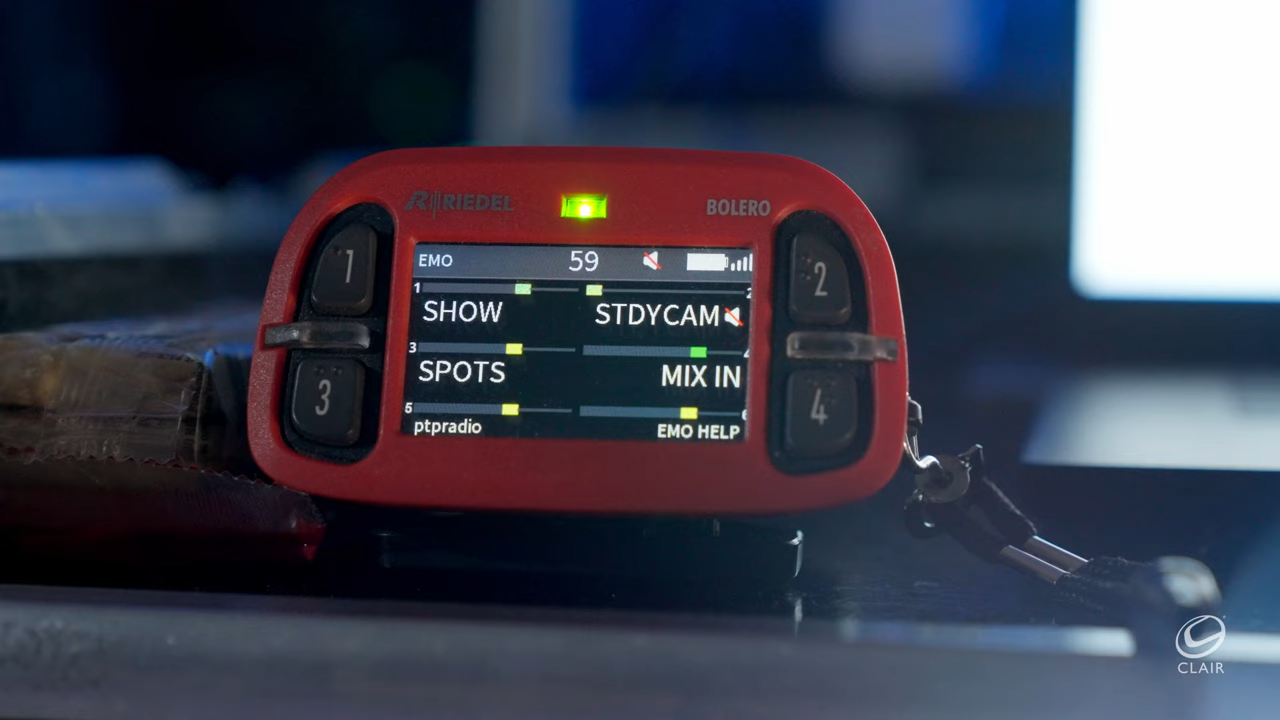 RIEDEL
BOLERO
1
2
3
4
EMO 59
1 2
SHOW STDYCAM
3 4
SPOTS MIX IN
5 6
ptpradio EMO HELP
CLAIR